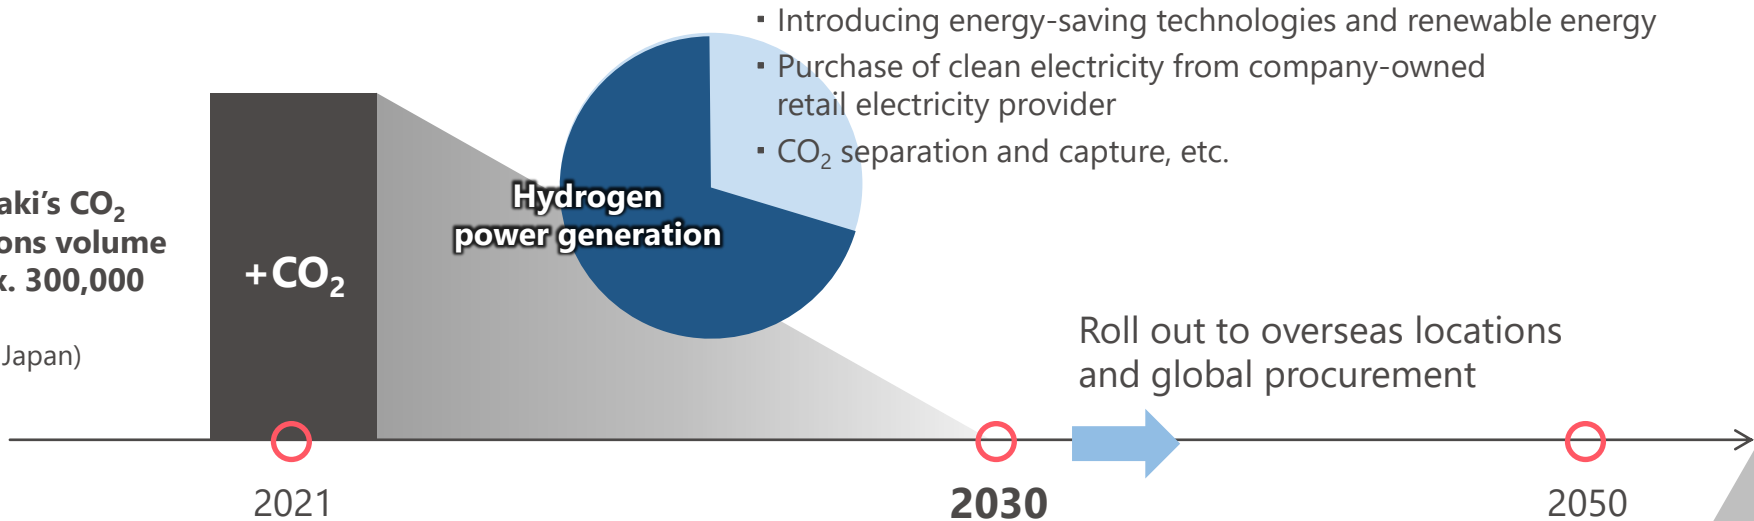 ▪ Introducing energy-saving technologies and renewable energy
▪ Purchase of clean electricity from company-owned
retail electricity provider
▪ CO₂ separation and capture, etc.
Hydrogen
power generation
aki’s CO₂
ons volume
x. 300,000
Japan)
+CO₂
Roll out to overseas locations
and global procurement
2021
2030
2050